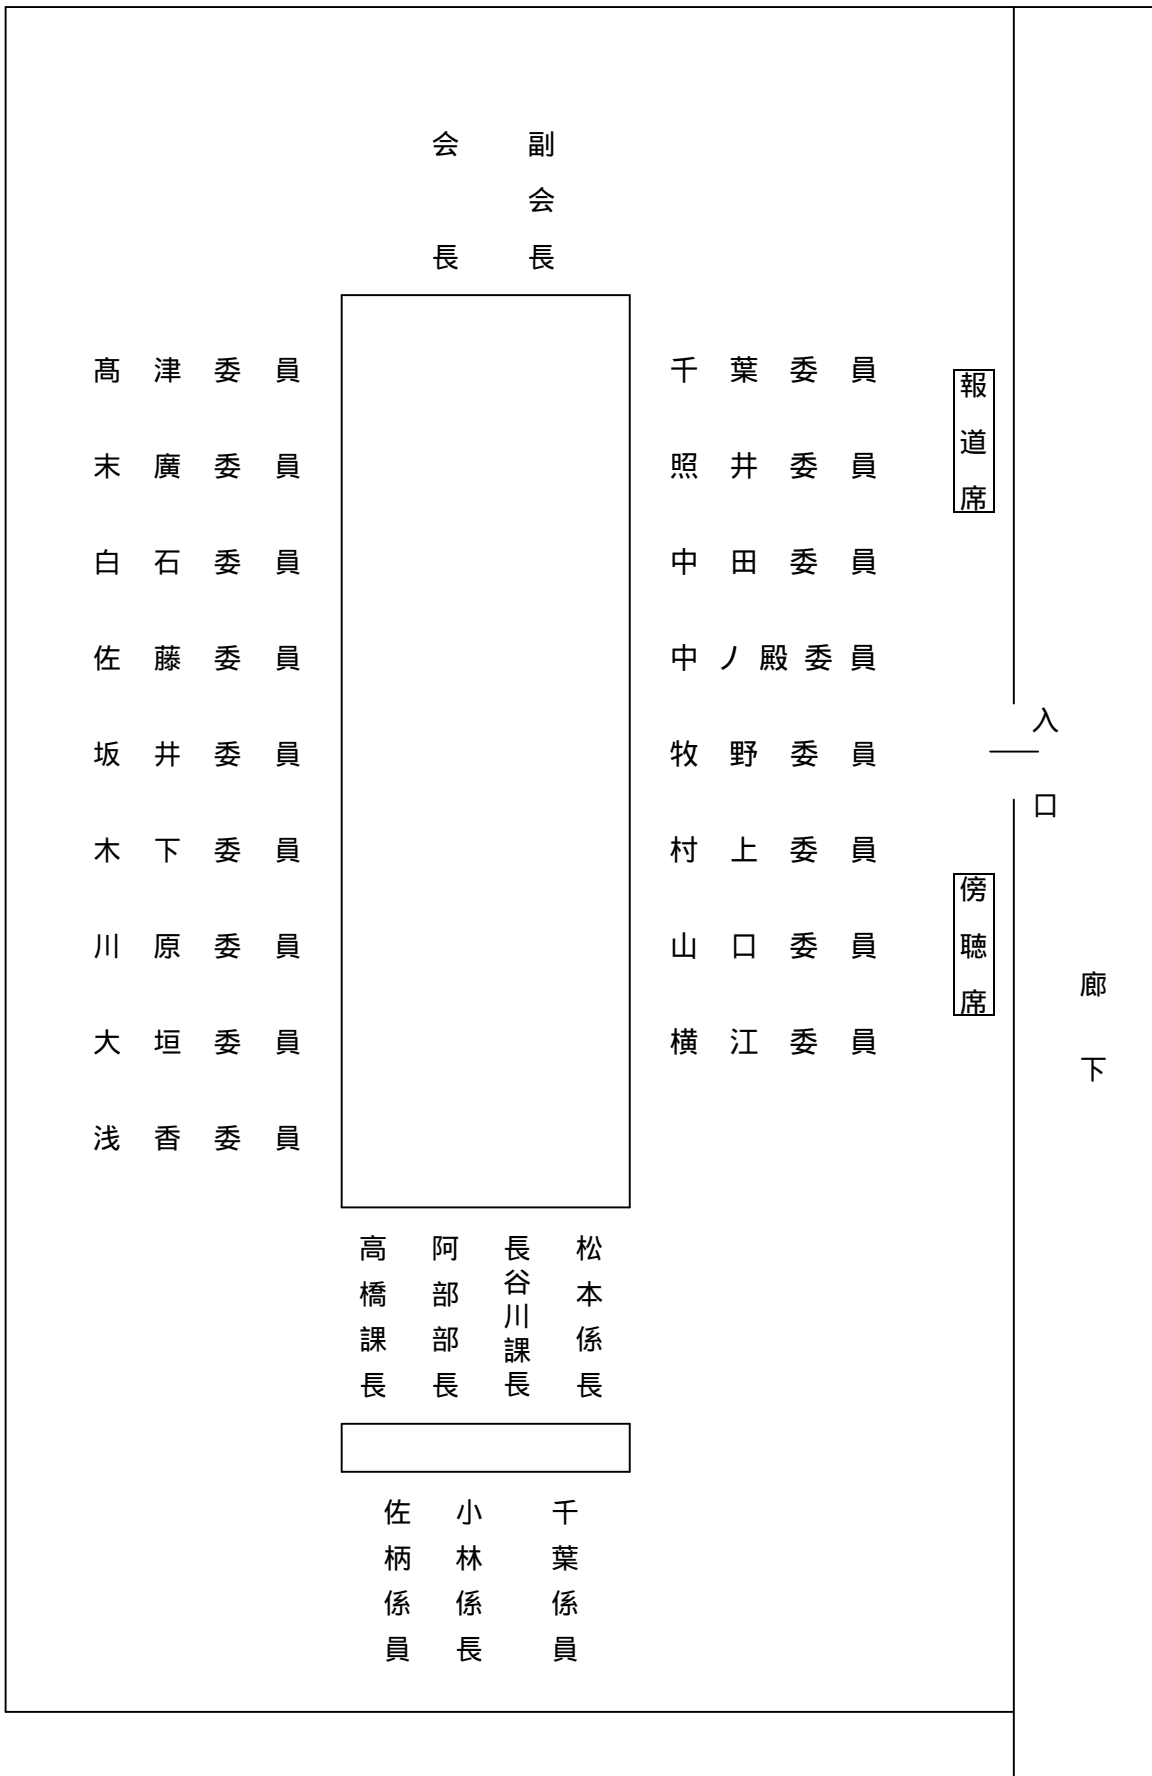 会長
副会長
髙津委員
末廣委員
白石委員
佐藤委員
坂井委員
木下委員
川原委員
大垣委員
浅香委員
千葉委員
照井委員
中田委員
中ノ殿委員
牧野委員
村上委員
山口委員
横江委員
報道席
入口
傍聴席
廊下
高橋課長
阿部部長
長谷川課長
松本係長
佐柄係員
小林係長
千葉係員